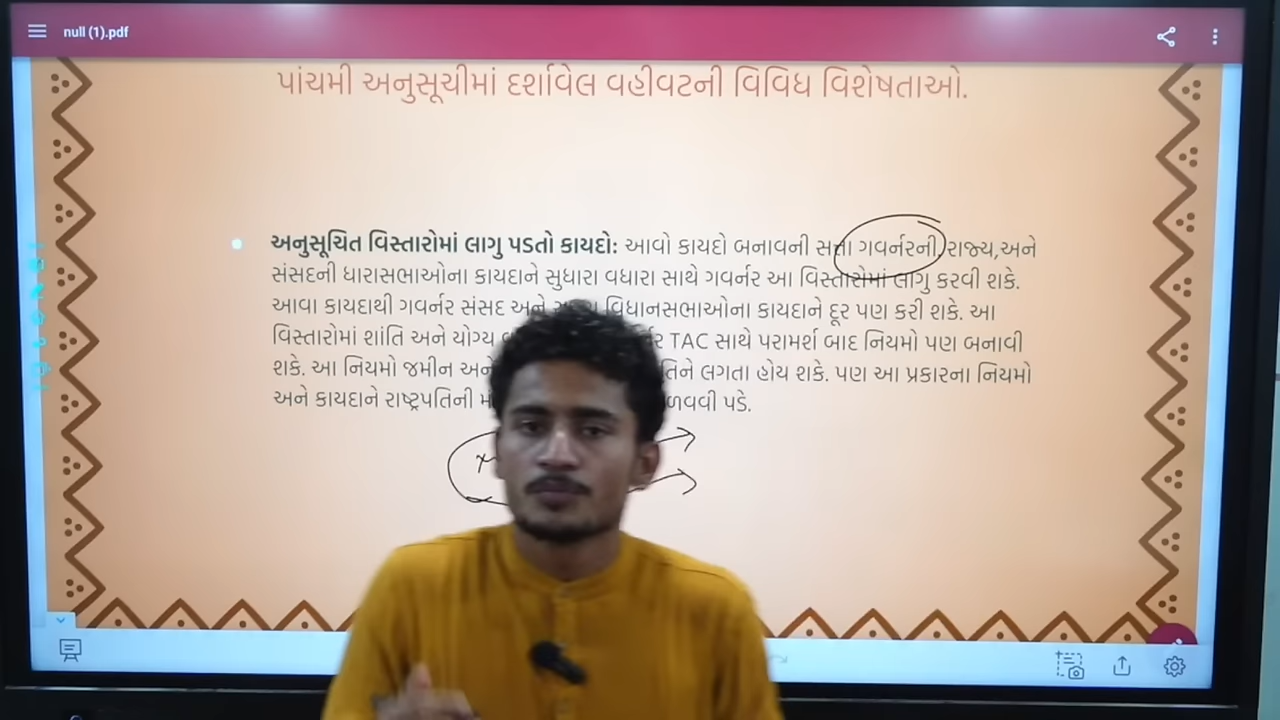 null (1).pdf
પાંચમી અનુસૂચીમાં દર્શાવેલ વહીવટની વિવિધ વિશેષતાઓ.
અનુસૂચિત વિસ્તારોમાં લાગુ પડતો કાયદો: આવો કાયદો બનાવની સત્તા ગવર્નરની, રાજ્ય,અને
સંસદની ધારાસભાઓના કાયદાને સુધારા વધારા સાથે ગવર્નર આ વિસ્તારોમાં લાગુ કરવી શકે.
આવા કાયદાથી ગવર્નર સંસદ અને વિધાનસભાઓના કાયદાને દૂર પણ કરી શકે. આ
વિસ્તારોમાં શાંતિ અને યોગ્ય TAC સાથે પરામર્શ બાદ નિયમો પણ બનાવી
શકે. આ નિયમો જમીન અને લગતા હોય શકે. પણ આ પ્રકારના નિયમો
અને કાયદાને રાષ્ટ્રપતિની પડે.